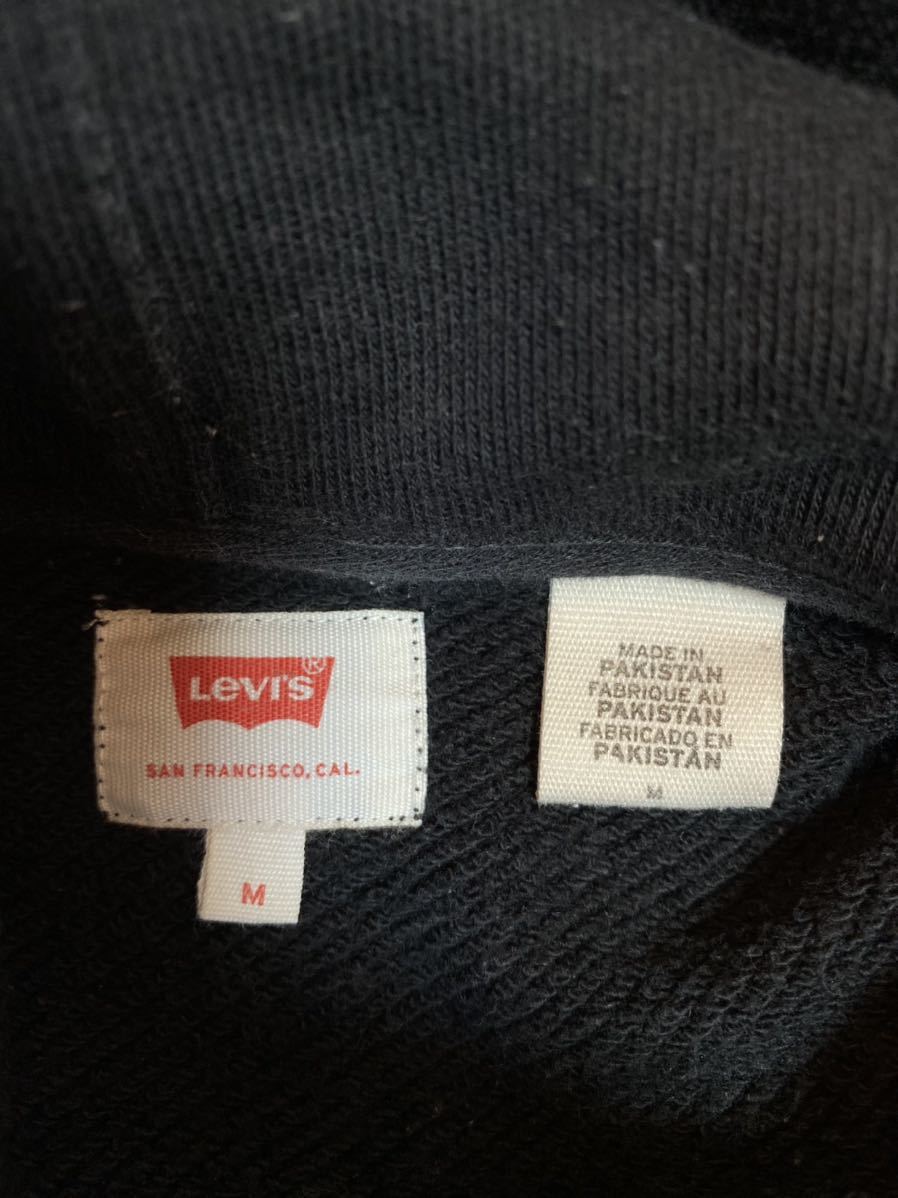 Levi's®
SAN FRANCISCO, CAL.
M
MADE IN
PAKISTAN
FABRIQUE AU
PAKISTAN
FABRICADO EN
PAKISTAN
M